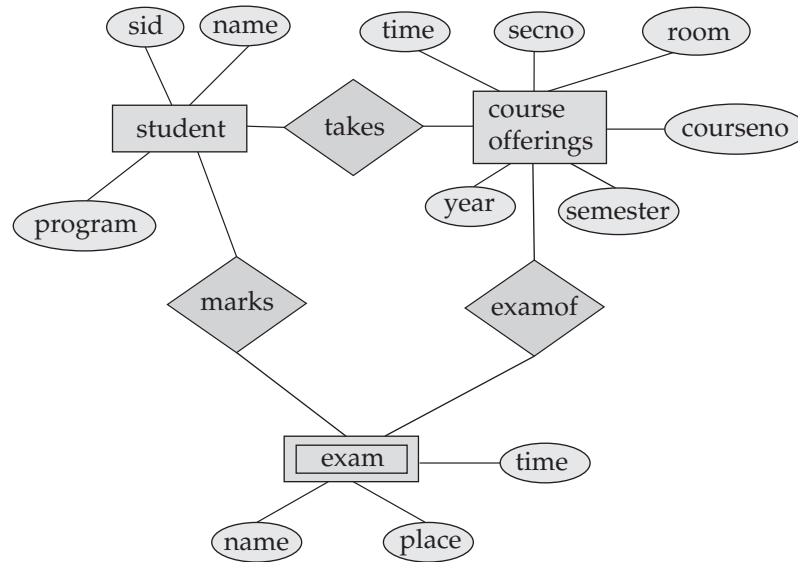 sid
name
time
secno
room
student
takes
course
offerings
courseno
program
year
semester
marks
examof
exam
time
name
place